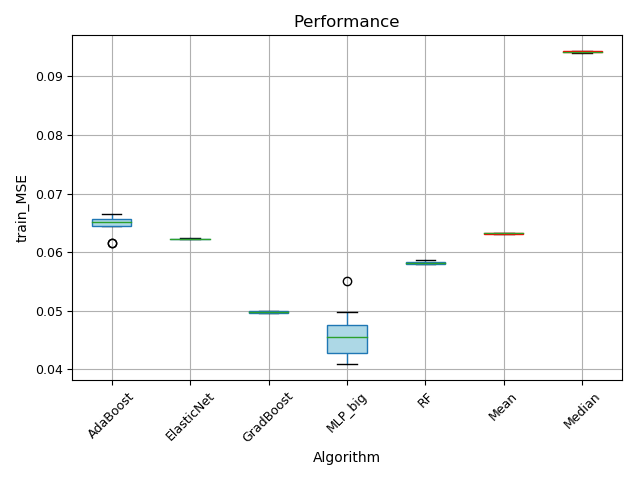 Performance
train_MSE
0.09
0.08
0.07
0.06
0.05
0.04
AdaBoost
ElasticNet
GradBoost
MLP_big
RF
Mean
Median
Algorithm